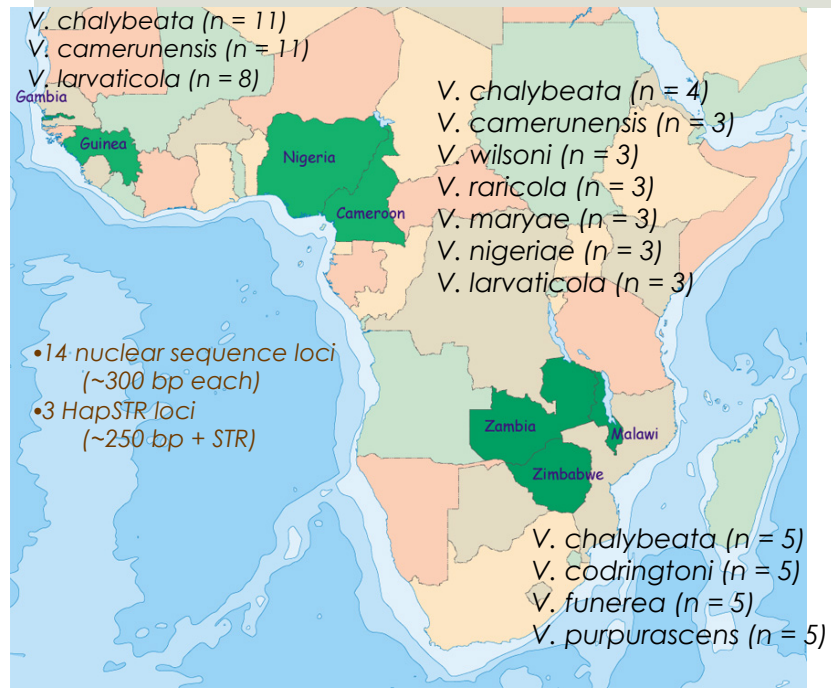 V. chalybeata (n = 11)
V. camerunensis (n = 11)
V. larvaticola (n = 8)
Gambia
Guinea
Nigeria
Cameroon
V. chalybeata (n = 4)
V. camerunensis (n = 3)
V. wilsoni (n = 3)
V. raricola (n = 3)
V. maryae (n = 3)
V. nigeriae (n = 3)
V. larvaticola (n = 3)
•14 nuclear sequence loci
(~300 bp each)
•3 HapSTR loci
(~250 bp + STR)
Zambia
Malawi
Zimbabwe
V. chalybeata (n = 5)
V. codringtoni (n = 5)
V. funerea (n = 5)
V. purpurascens (n = 5)